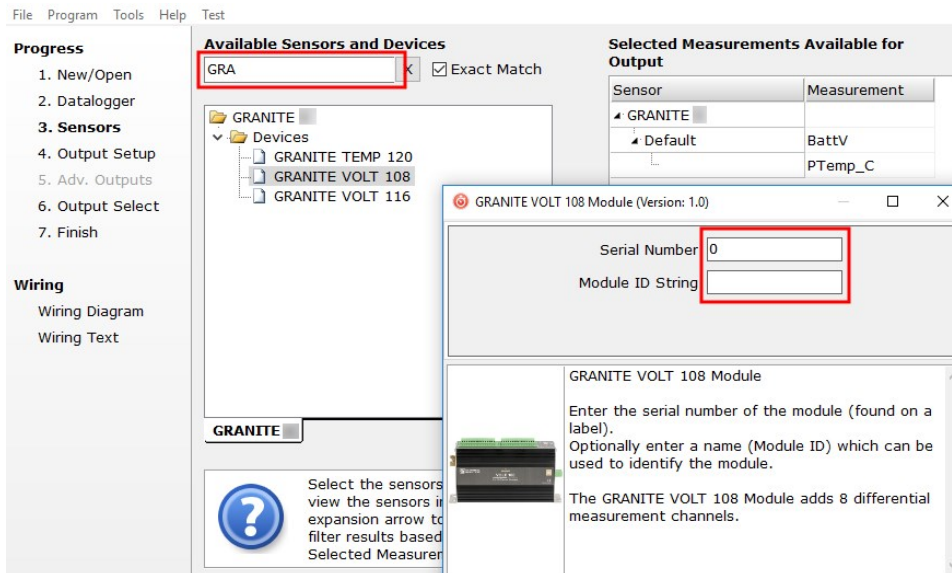 File Program Tools Help Test
Progress
1. New/Open
2. Datalogger
3. Sensors
4. Output Setup
5. Adv. Outputs
6. Output Select
7. Finish
Wiring
Wiring Diagram
Wiring Text
Available Sensors and Devices
GRA
X Exact Match
GRANITE
Devices
GRANITE TEMP 120
GRANITE VOLT 108
GRANITE VOLT 116
GRANITE
Select the sensors
view the sensors
expansion arrow to
filter results based
Selected
Selected Measurements Available for
Output
Sensor Measurement
GRANITE
Default BattV
PTemp_C
GRANITE VOLT 108 Module (Version: 1.0)
Serial Number 0
Module ID String
GRANITE VOLT 108 Module
Enter the serial number of the module (found on a
label).
Optionally enter a name (Module ID) which can be
used to identify the module.
The GRANITE VOLT 108 Module adds 8 differential
measurement channels.